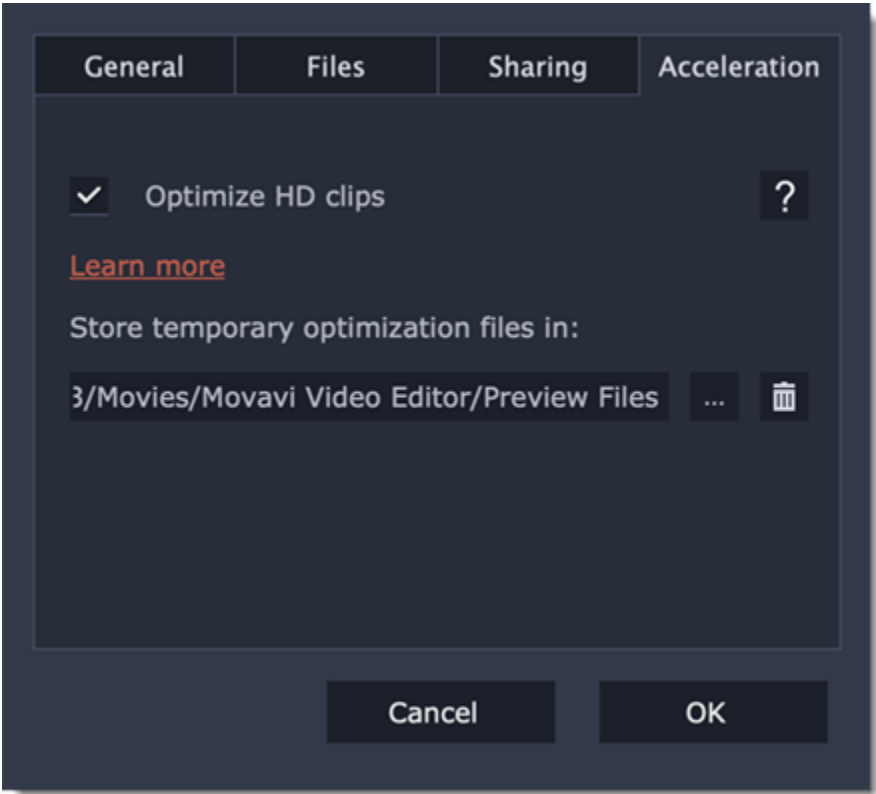 General Files Sharing Acceleration
Optimize HD clips ?
Learn more
Store temporary optimization files in:
/Movies/Movavi Video Editor/Preview Files ...
Cancel OK